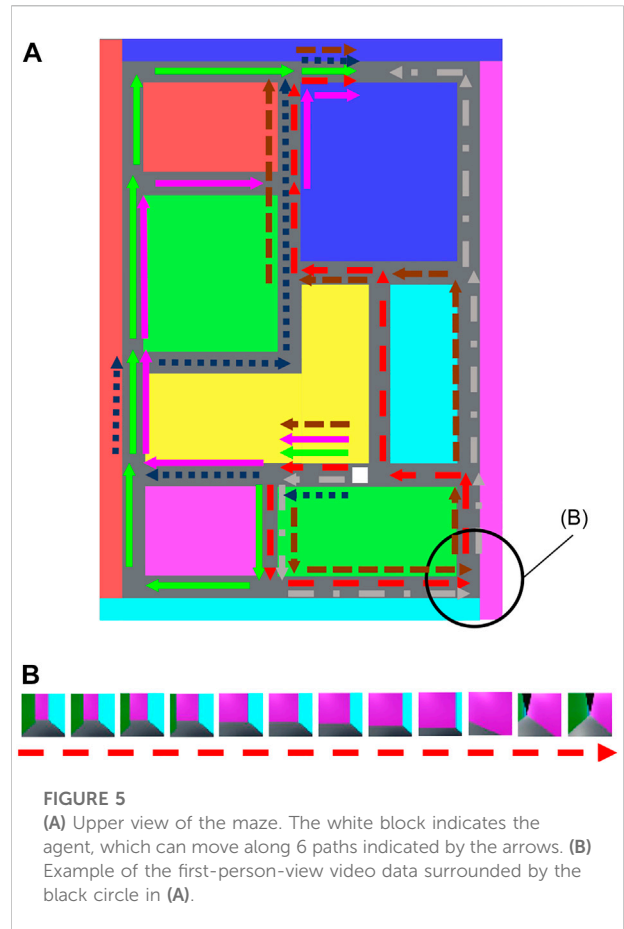 A
(B)
B
FIGURE 5
(A) Upper view of the maze. The white block indicates the
agent, which can move along 6 paths indicated by the arrows. (B)
Example of the first-person-view video data surrounded by the
black circle in (A).